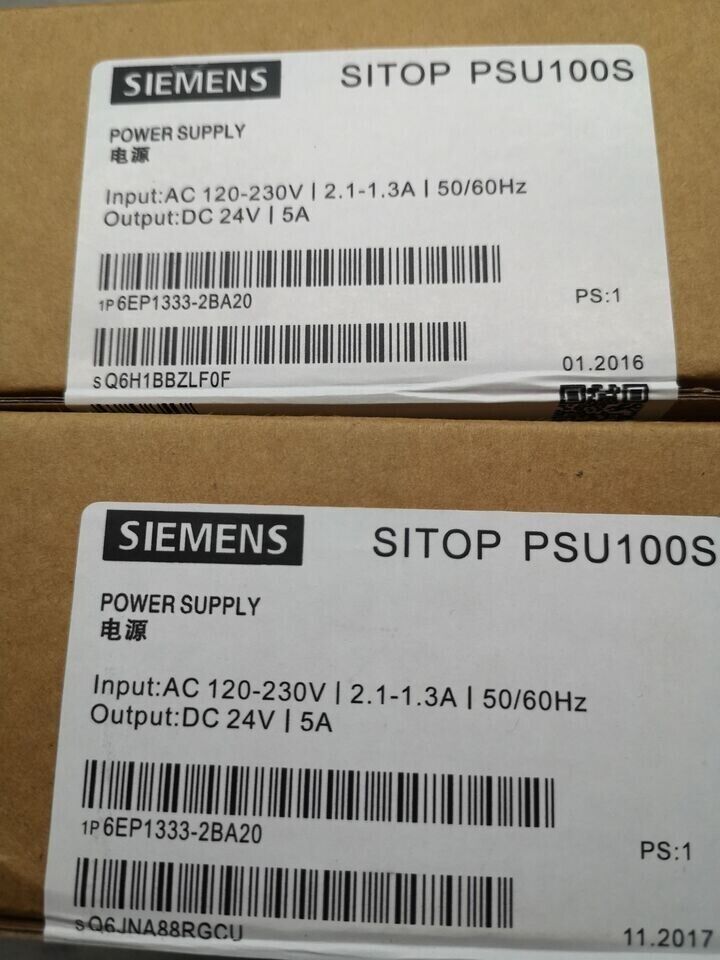 SIEMENS SITOP PSU100S
POWER SUPPLY
电源
Input:AC 120-230V | 2.1-1.3A | 50/60Hz
Output:DC 24V | 5A
1P 6EP1333-2BA20
PS:1
S Q6H1BBZLF0F
01.2016
SIEMENS SITOP PSU100S
POWER SUPPLY
电源
Input:AC 120-230V | 2.1-1.3A | 50/60Hz
Output:DC 24V | 5A
1P 6EP1333-2BA20
PS:1
S Q6JNA88RGCU
11.2017